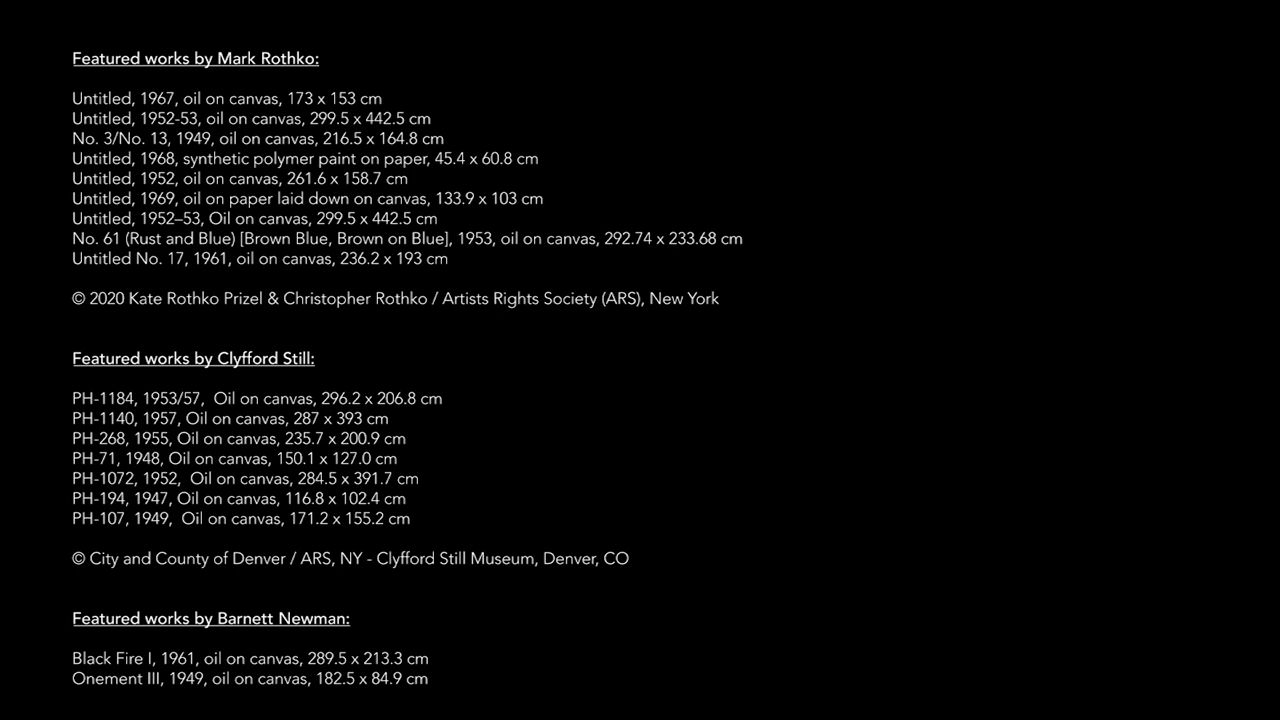 Featured works by Mark Rothko:
Untitled, 1967, oil on canvas, 173 x 153 cm
Untitled, 1952-53, oil on canvas, 299.5 x 442.5 cm
No. 3/No. 13, 1949, oil on canvas, 216.5 x 164.8 cm
Untitled, 1968, synthetic polymer paint on paper, 45.4 x 60.8 cm
Untitled, 1952, oil on canvas, 261.6 x 158.7 cm
Untitled, 1969, oil on paper laid down on canvas, 133.9 x 103 cm
Untitled, 1952–53, Oil on canvas, 299.5 x 442.5 cm
No. 61 (Rust and Blue) [Brown Blue, Brown on Blue], 1953, oil on canvas, 292.74 x 233.68 cm
Untitled No. 17, 1961, oil on canvas, 236.2 x 193 cm
© 2020 Kate Rothko Prizel & Christopher Rothko / Artists Rights Society (ARS), New York
Featured works by Clyfford Still:
PH-1184, 1953/57,  Oil on canvas, 296.2 x 206.8 cm
PH-1140, 1957, Oil on canvas, 287 x 393 cm
PH-268, 1955, Oil on canvas, 235.7 x 200.9 cm
PH-71, 1948, Oil on canvas, 150.1 x 127.0 cm
PH-1072, 1952,  Oil on canvas, 284.5 x 391.7 cm
PH-194, 1947, Oil on canvas, 116.8 x 102.4 cm
PH-107, 1949,  Oil on canvas, 171.2 x 155.2 cm
© City and County of Denver / ARS, NY - Clyfford Still Museum, Denver, CO
Featured works by Barnett Newman:
Black Fire I, 1961, oil on canvas, 289.5 x 213.3 cm
Onement III, 1949, oil on canvas, 182.5 x 84.9 cm